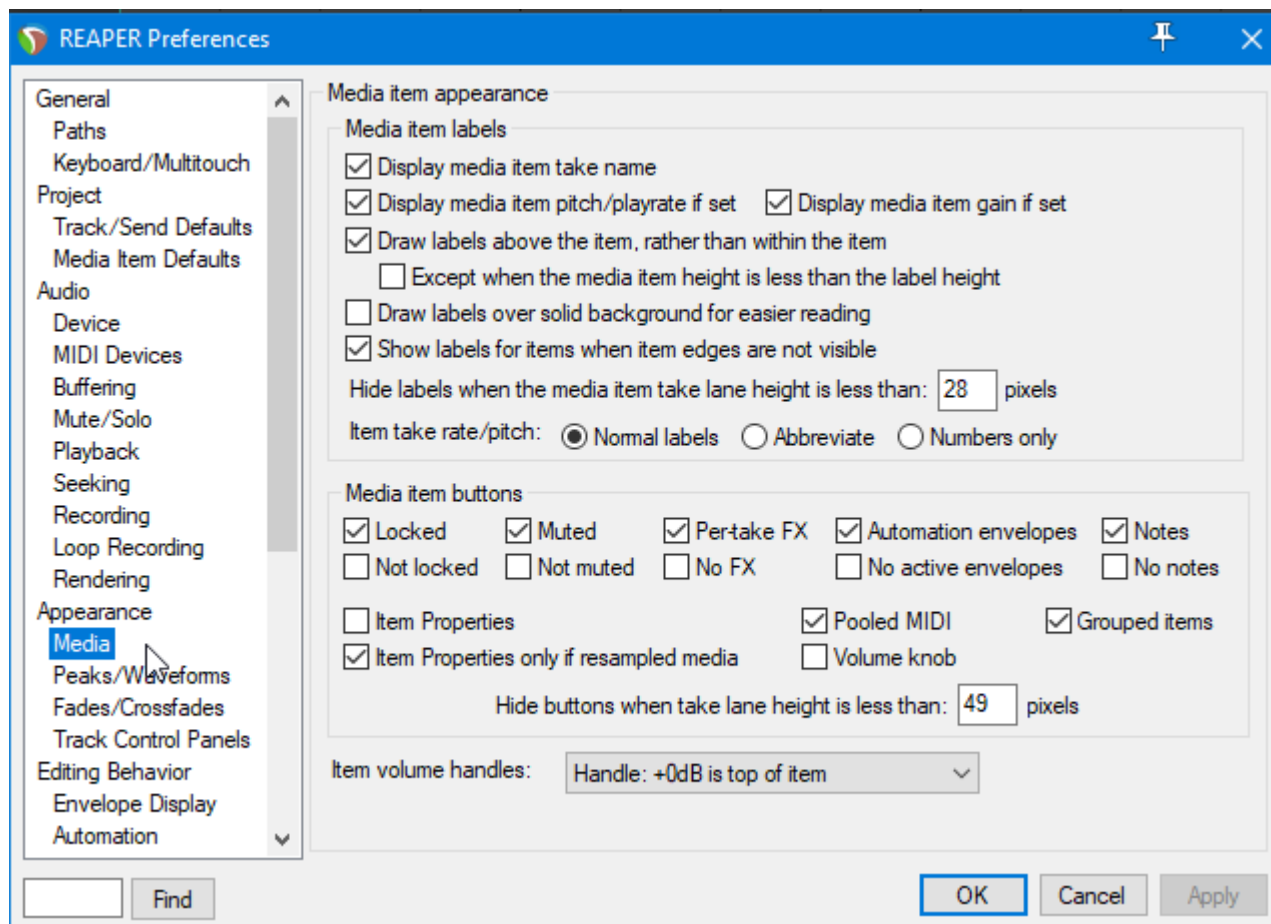 REAPER Preferences
General
Paths
Keyboard/Multitouch
Project
Track/Send Defaults
Media Item Defaults
Audio
Device
MIDI Devices
Buffering
Mute/Solo
Playback
Seeking
Recording
Loop Recording
Rendering
Appearance
Media
Peaks/Waveforms
Fades/Crossfades
Track Control Panels
Editing Behavior
Envelope Display
Automation
Find
Media item appearance
Media item labels
Display media item take name
Display media item pitch/playrate if set Display media item gain if set
Draw labels above the item, rather than within the item
Except when the media item height is less than the label height
Draw labels over solid background for easier reading
Show labels for items when item edges are not visible
Hide labels when the media item take lane height is less than: 28 pixels
Item take rate/pitch: Normal labels Abbreviate Numbers only
Media item buttons
Locked Muted Per-take FX Automation envelopes Notes
Not locked Not muted No FX No active envelopes No notes
Item Properties Pooled MIDI Grouped items
Item Properties only if resampled media Volume knob
Hide buttons when take lane height is less than: 49 pixels
Item volume handles: Handle: +0dB is top of item
OK Cancel Apply